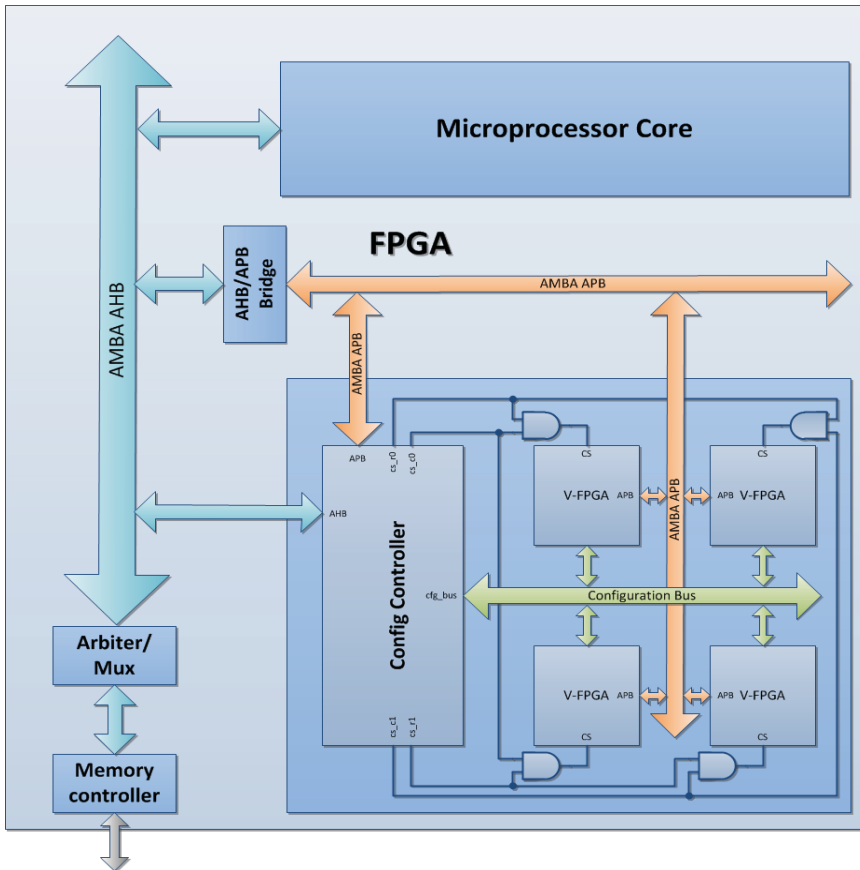 Microprocessor Core
FPGA
AHB/APB
Bridge
AMBA APB
AMBA AHB
AMBA APB
APB
cs_r0
cs_c0
CS
CS
V-FPGA
APB
APB
V-FPGA
AMBA APB
AHB
Config Controller
cfg_bus
Configuration Bus
Arbiter/
Mux
V-FPGA
APB
APB
V-FPGA
cs_c1
cs_r1
CS
CS
Memory
controller